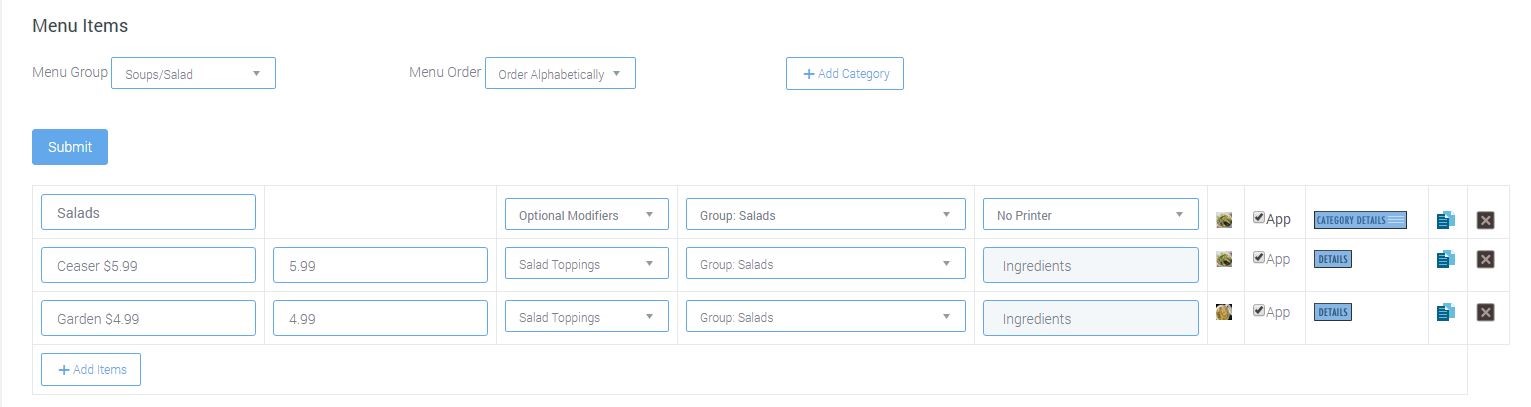 Menu Items
Menu Group Soups/Salad Menu Order Order Alphabetically + Add Category
Submit
Salads Optional Modifiers Group: Salads No Printer App CATEGORY DETAILS
Ceaser $5.99 5.99 Salad Toppings Group: Salads Ingredients App DETAILS
Garden $4.99 4.99 Salad Toppings Group: Salads Ingredients App DETAILS
+ Add Items